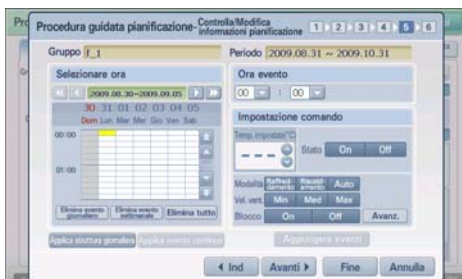 Procedura guidata pianificazione- Controlla/Modifica informazioni pianificazione 1 2 3 4 5 6
Gruppo f_1
Periodo 2009.08.31 ~ 2009.10.31
Selezionare ora
2009.08.30~2009.09.05
30 31 01 02 03 04 05
Dom Lun Mar Mer Gio Ven Sab
00:00
01:00
Elimina evento giornaliero
Elimina evento settimanale
Elimina tutto
Applica struttura giornaliera
Applica evento continuo
Ora evento
00 : 00
Impostazione comando
Temp. impostata(°C)
Stato On Off
Modalità Raffreddamento Riscaldamento Auto
Vel. vent. Min Med Max
Blocco On Off Avanz.
Aggiungere eventi
Ind Avanti Fine Annulla